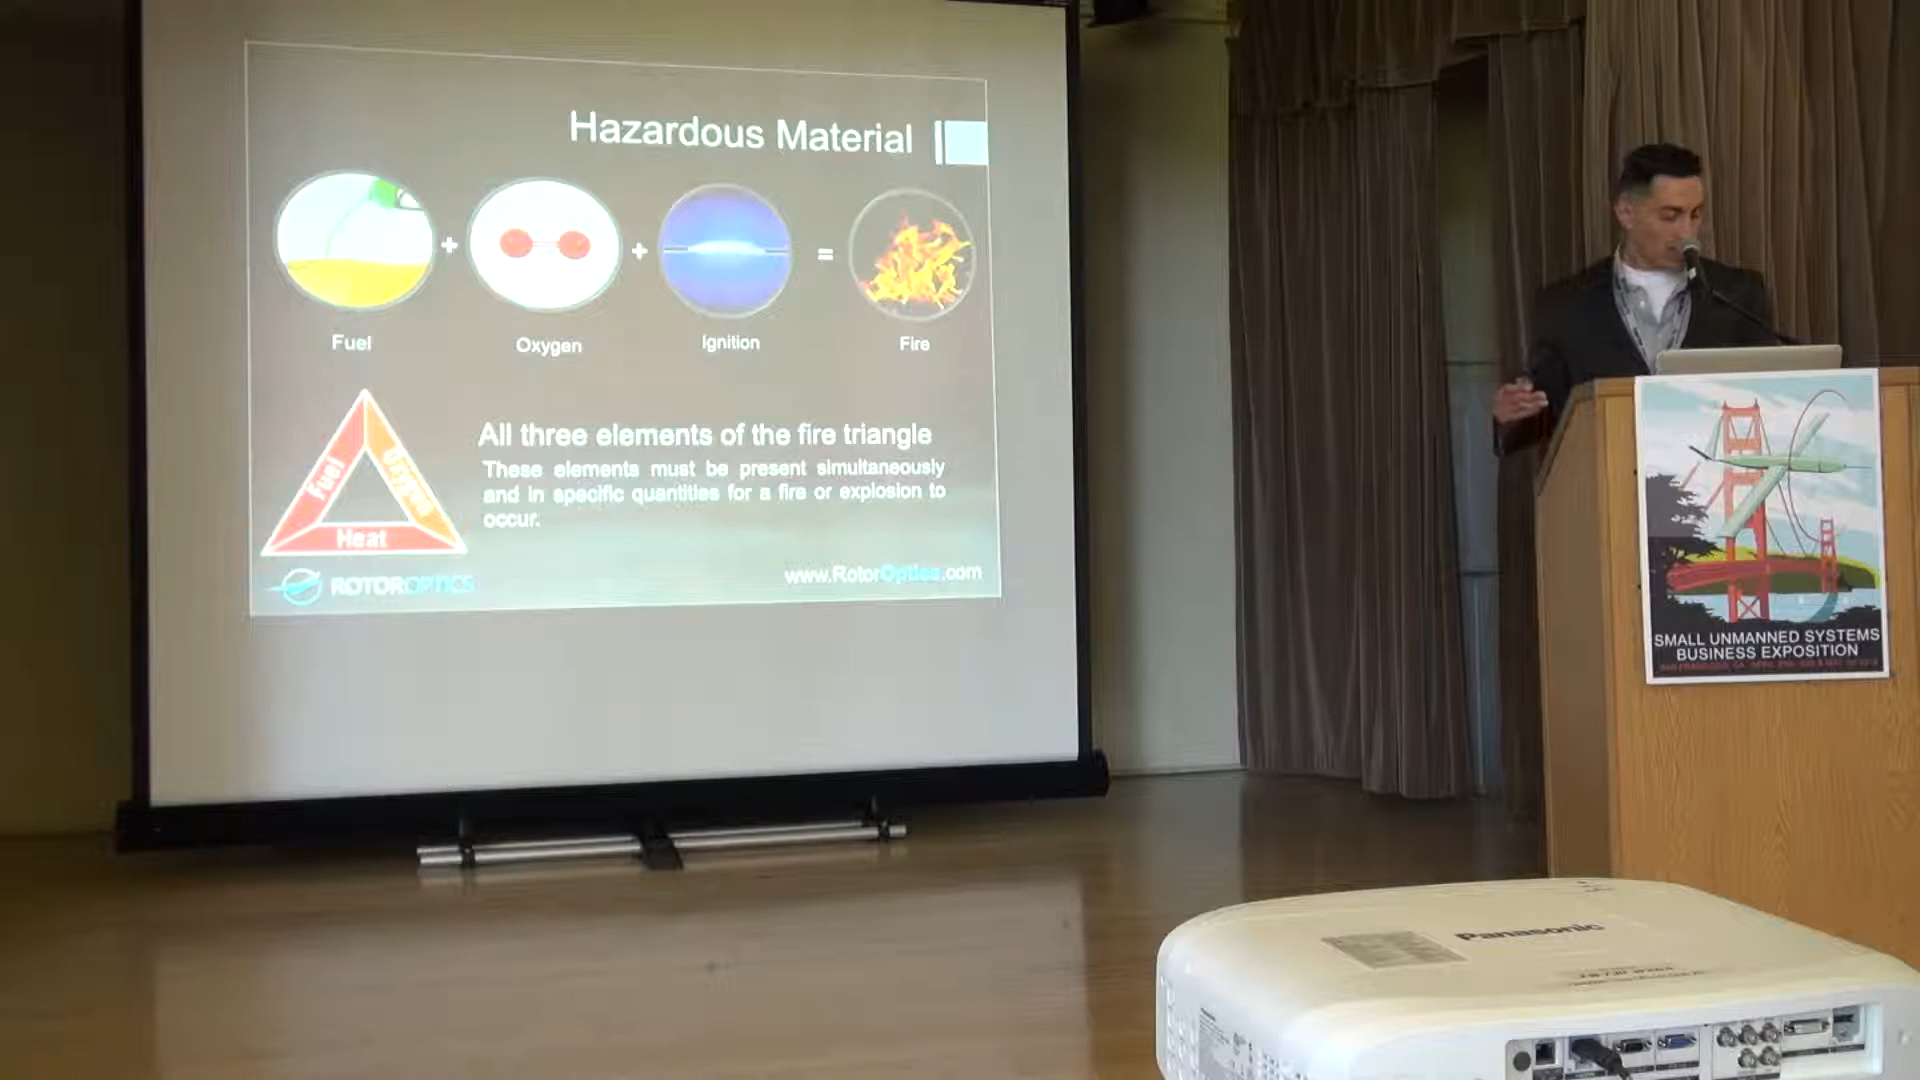 Hazardous Material
+ + =
Fuel Oxygen Ignition Fire
Fuel
Oxygen
Heat
All three elements of the fire triangle
These elements must be present simultaneously
and in specific quantities for a fire or explosion to
occur.
ROTOROPTICS
www.RotorOptics.com
SMALL UNMANNED SYSTEMS
BUSINESS EXPOSITION
Panasonic